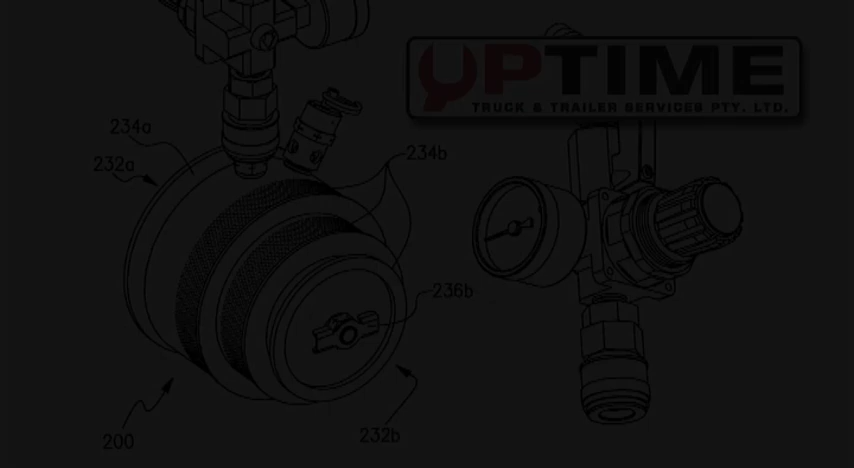 UPTIME
TRUCK & TRAILER SERVICES PTY. LTD.
234a
232a
234b
236b
200
232b